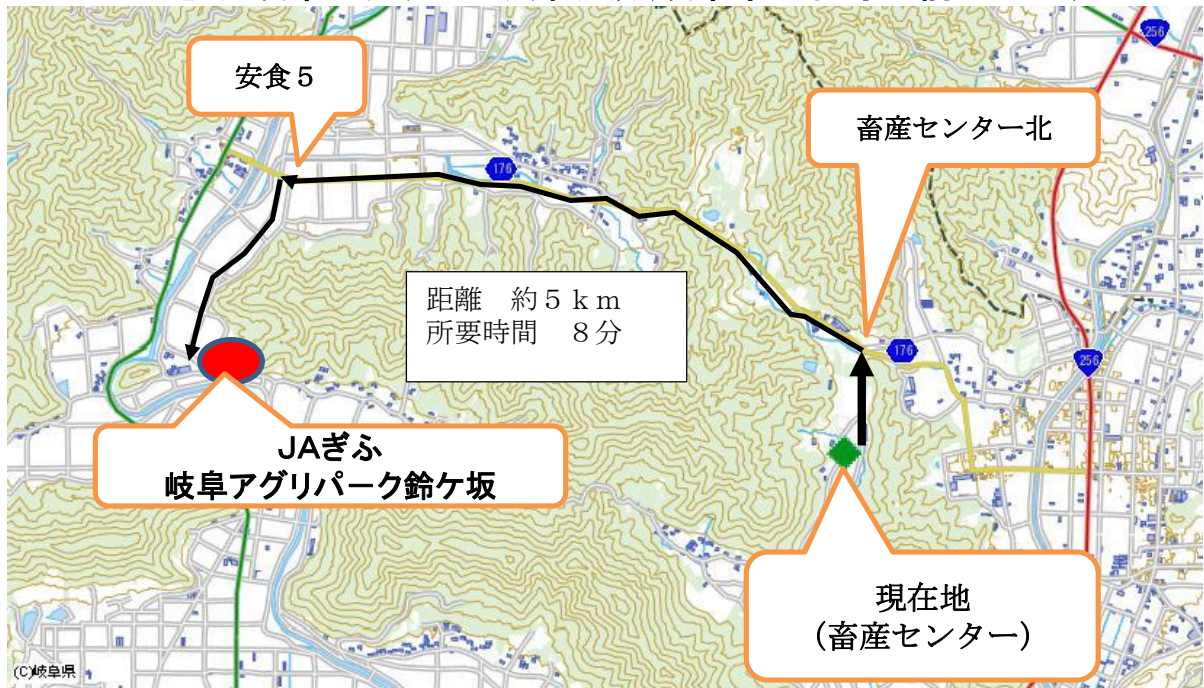 256
安食５
畜産センター北
176
距離　約５ｋｍ
所要時間　８分
176
256
JAぎふ
岐阜アグリパーク鈴ケ坂
現在地
(畜産センター)
(C)岐阜県